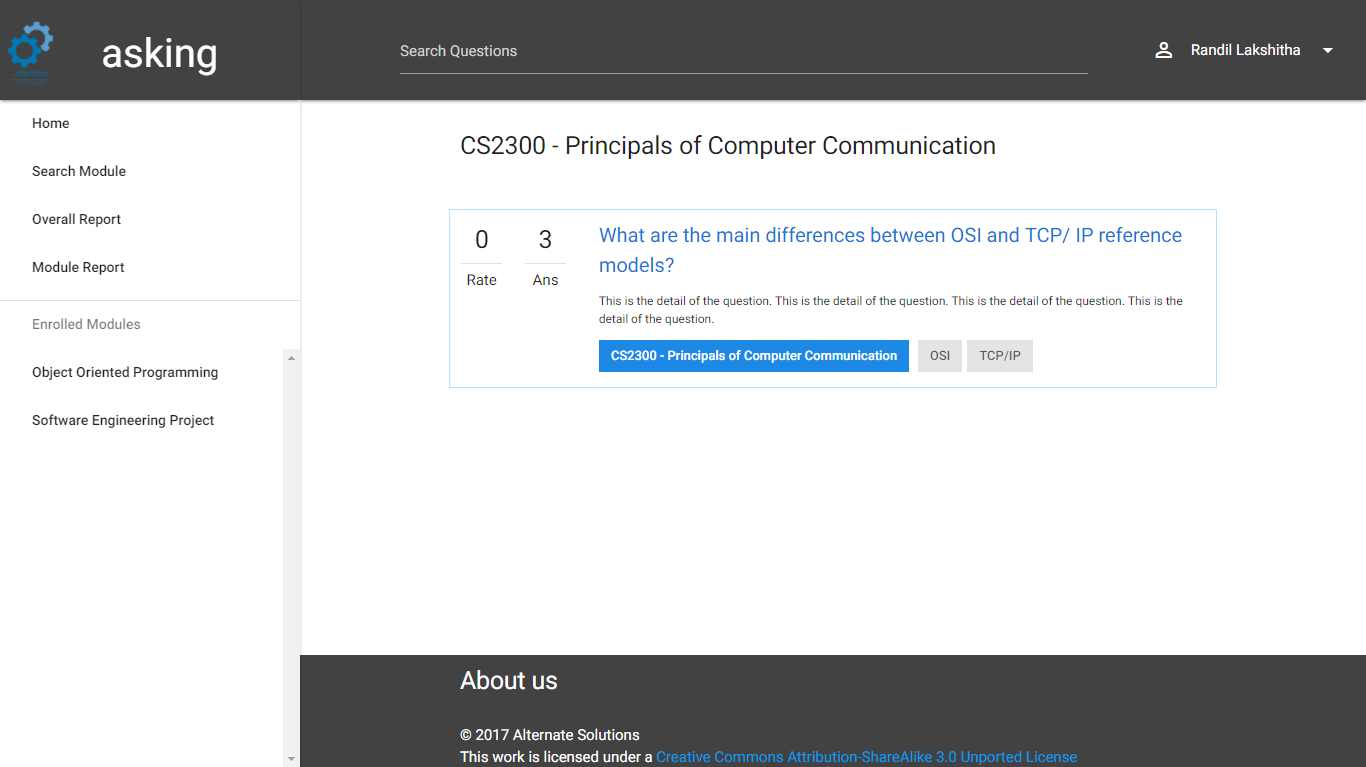 asking
Search Questions
Randil Lakshitha
Home
Search Module
Overall Report
Module Report
Enrolled Modules
Object Oriented Programming
Software Engineering Project
CS2300 - Principals of Computer Communication
0
Rate
3
Ans
What are the main differences between OSI and TCP/ IP reference
models?
This is the detail of the question. This is the detail of the question. This is the detail of the question. This is the
detail of the question.
CS2300 - Principals of Computer Communication
OSI
TCP/IP
About us
© 2017 Alternate Solutions
This work is licensed under a Creative Commons Attribution-ShareAlike 3.0 Unported License